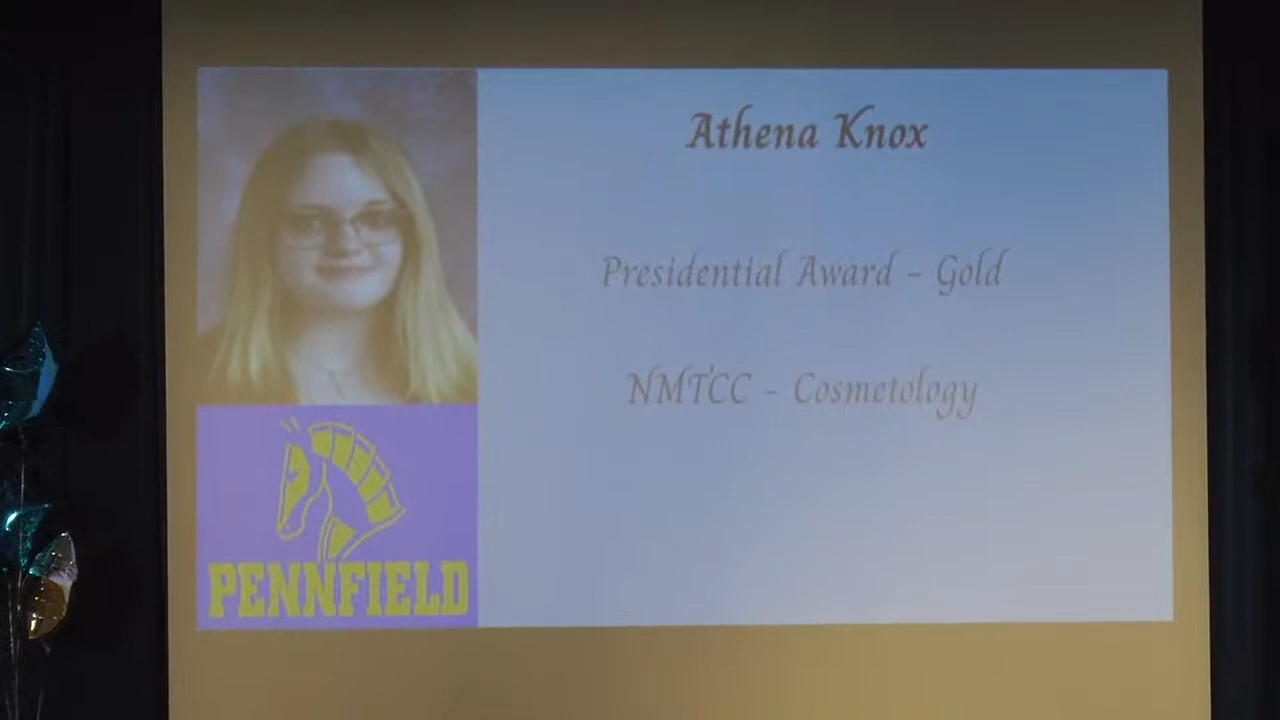 Athena Knox
Presidential Award - Gold
NMTCC - Cosmetology
PENNFIELD